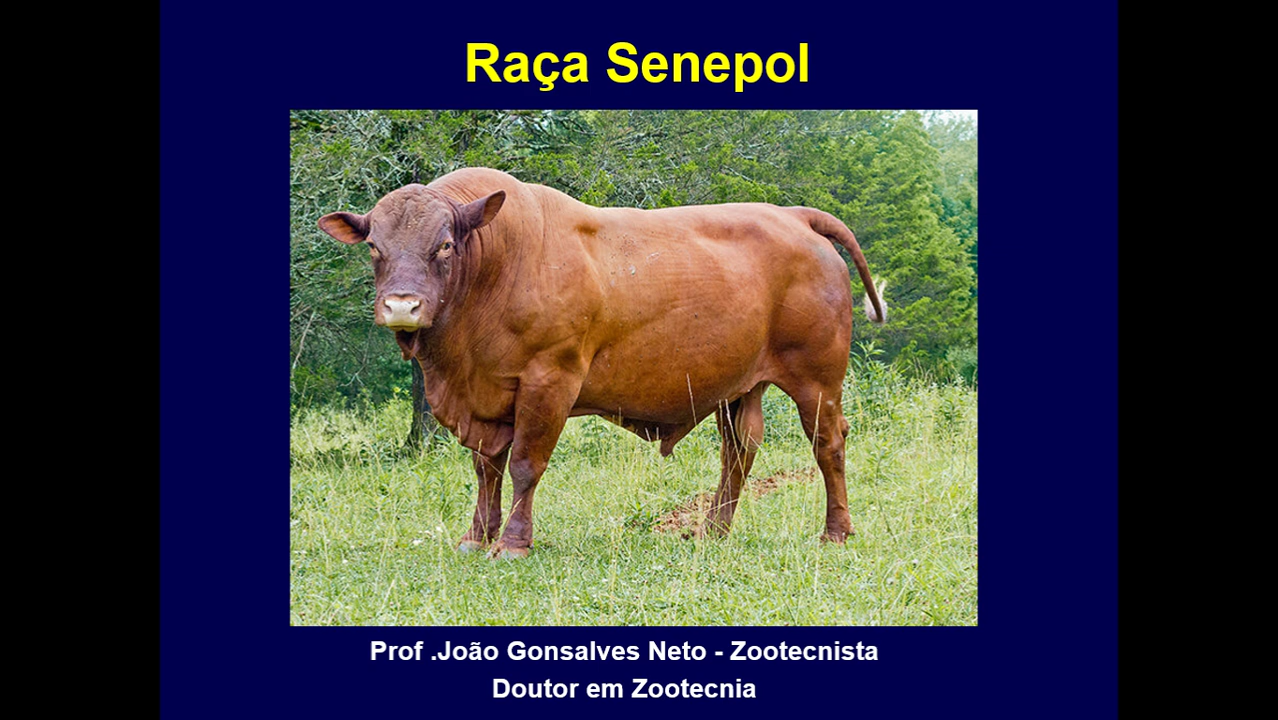 Raça Senepol
Prof .João Gonsalves Neto - Zootecnista
Doutor em Zootecnia